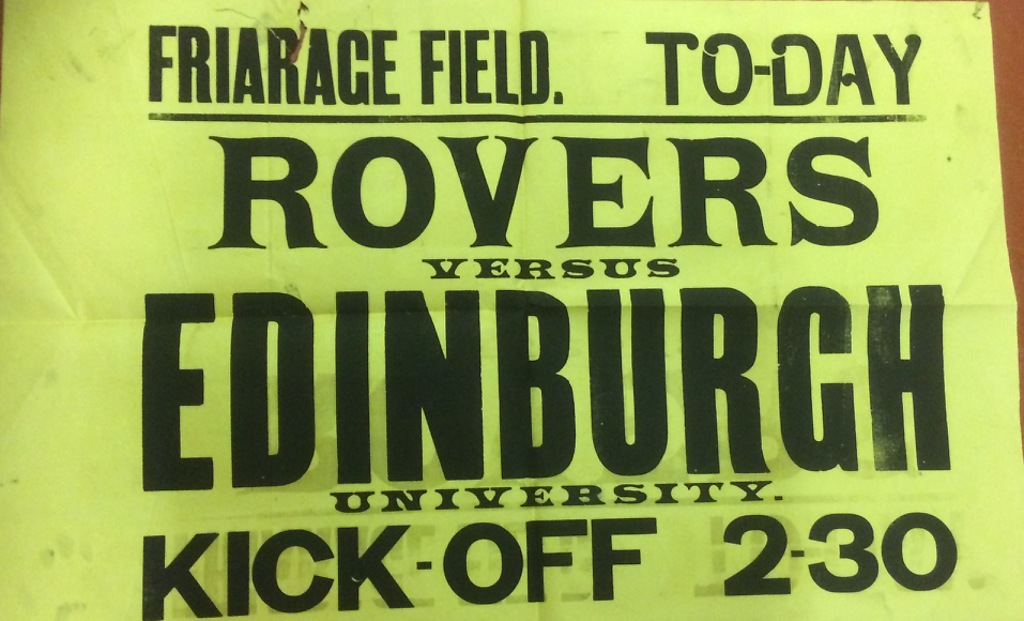 FRIARAGE FIELD. TO-DAY
ROVERS
VERSUS
EDINBURGH
UNIVERSITY.
KICK-OFF 2-30